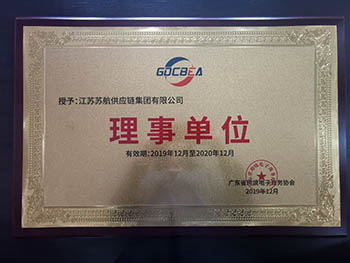 GDCBEA
授予：江苏苏航供应链集团有限公司
理事单位
有效期：2019年12月至2020年12月
广东省跨境电子商务协会
2019年12月